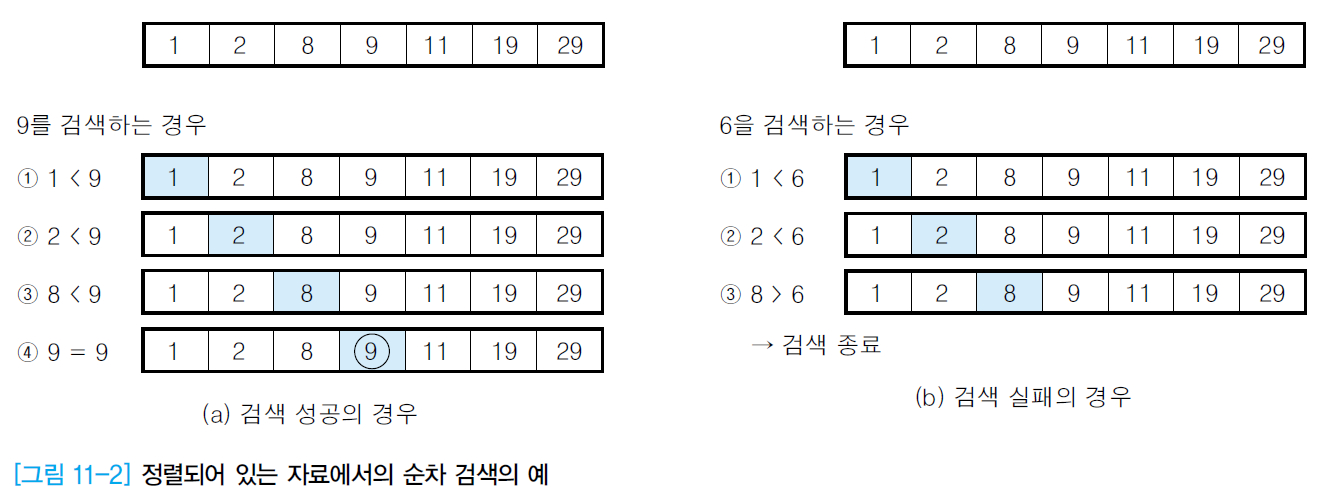 1 2 8 9 11 19 29
9를 검색하는 경우
① 1 < 9 1 2 8 9 11 19 29
② 2 < 9 1 2 8 9 11 19 29
③ 8 < 9 1 2 8 9 11 19 29
④ 9 = 9 1 2 8 9 11 19 29
(a) 검색 성공의 경우
1 2 8 9 11 19 29
6을 검색하는 경우
① 1 < 6 1 2 8 9 11 19 29
② 2 < 6 1 2 8 9 11 19 29
③ 8 > 6 1 2 8 9 11 19 29
→ 검색 종료
(b) 검색 실패의 경우
[그림 11-2] 정렬되어 있는 자료에서의 순차 검색의 예